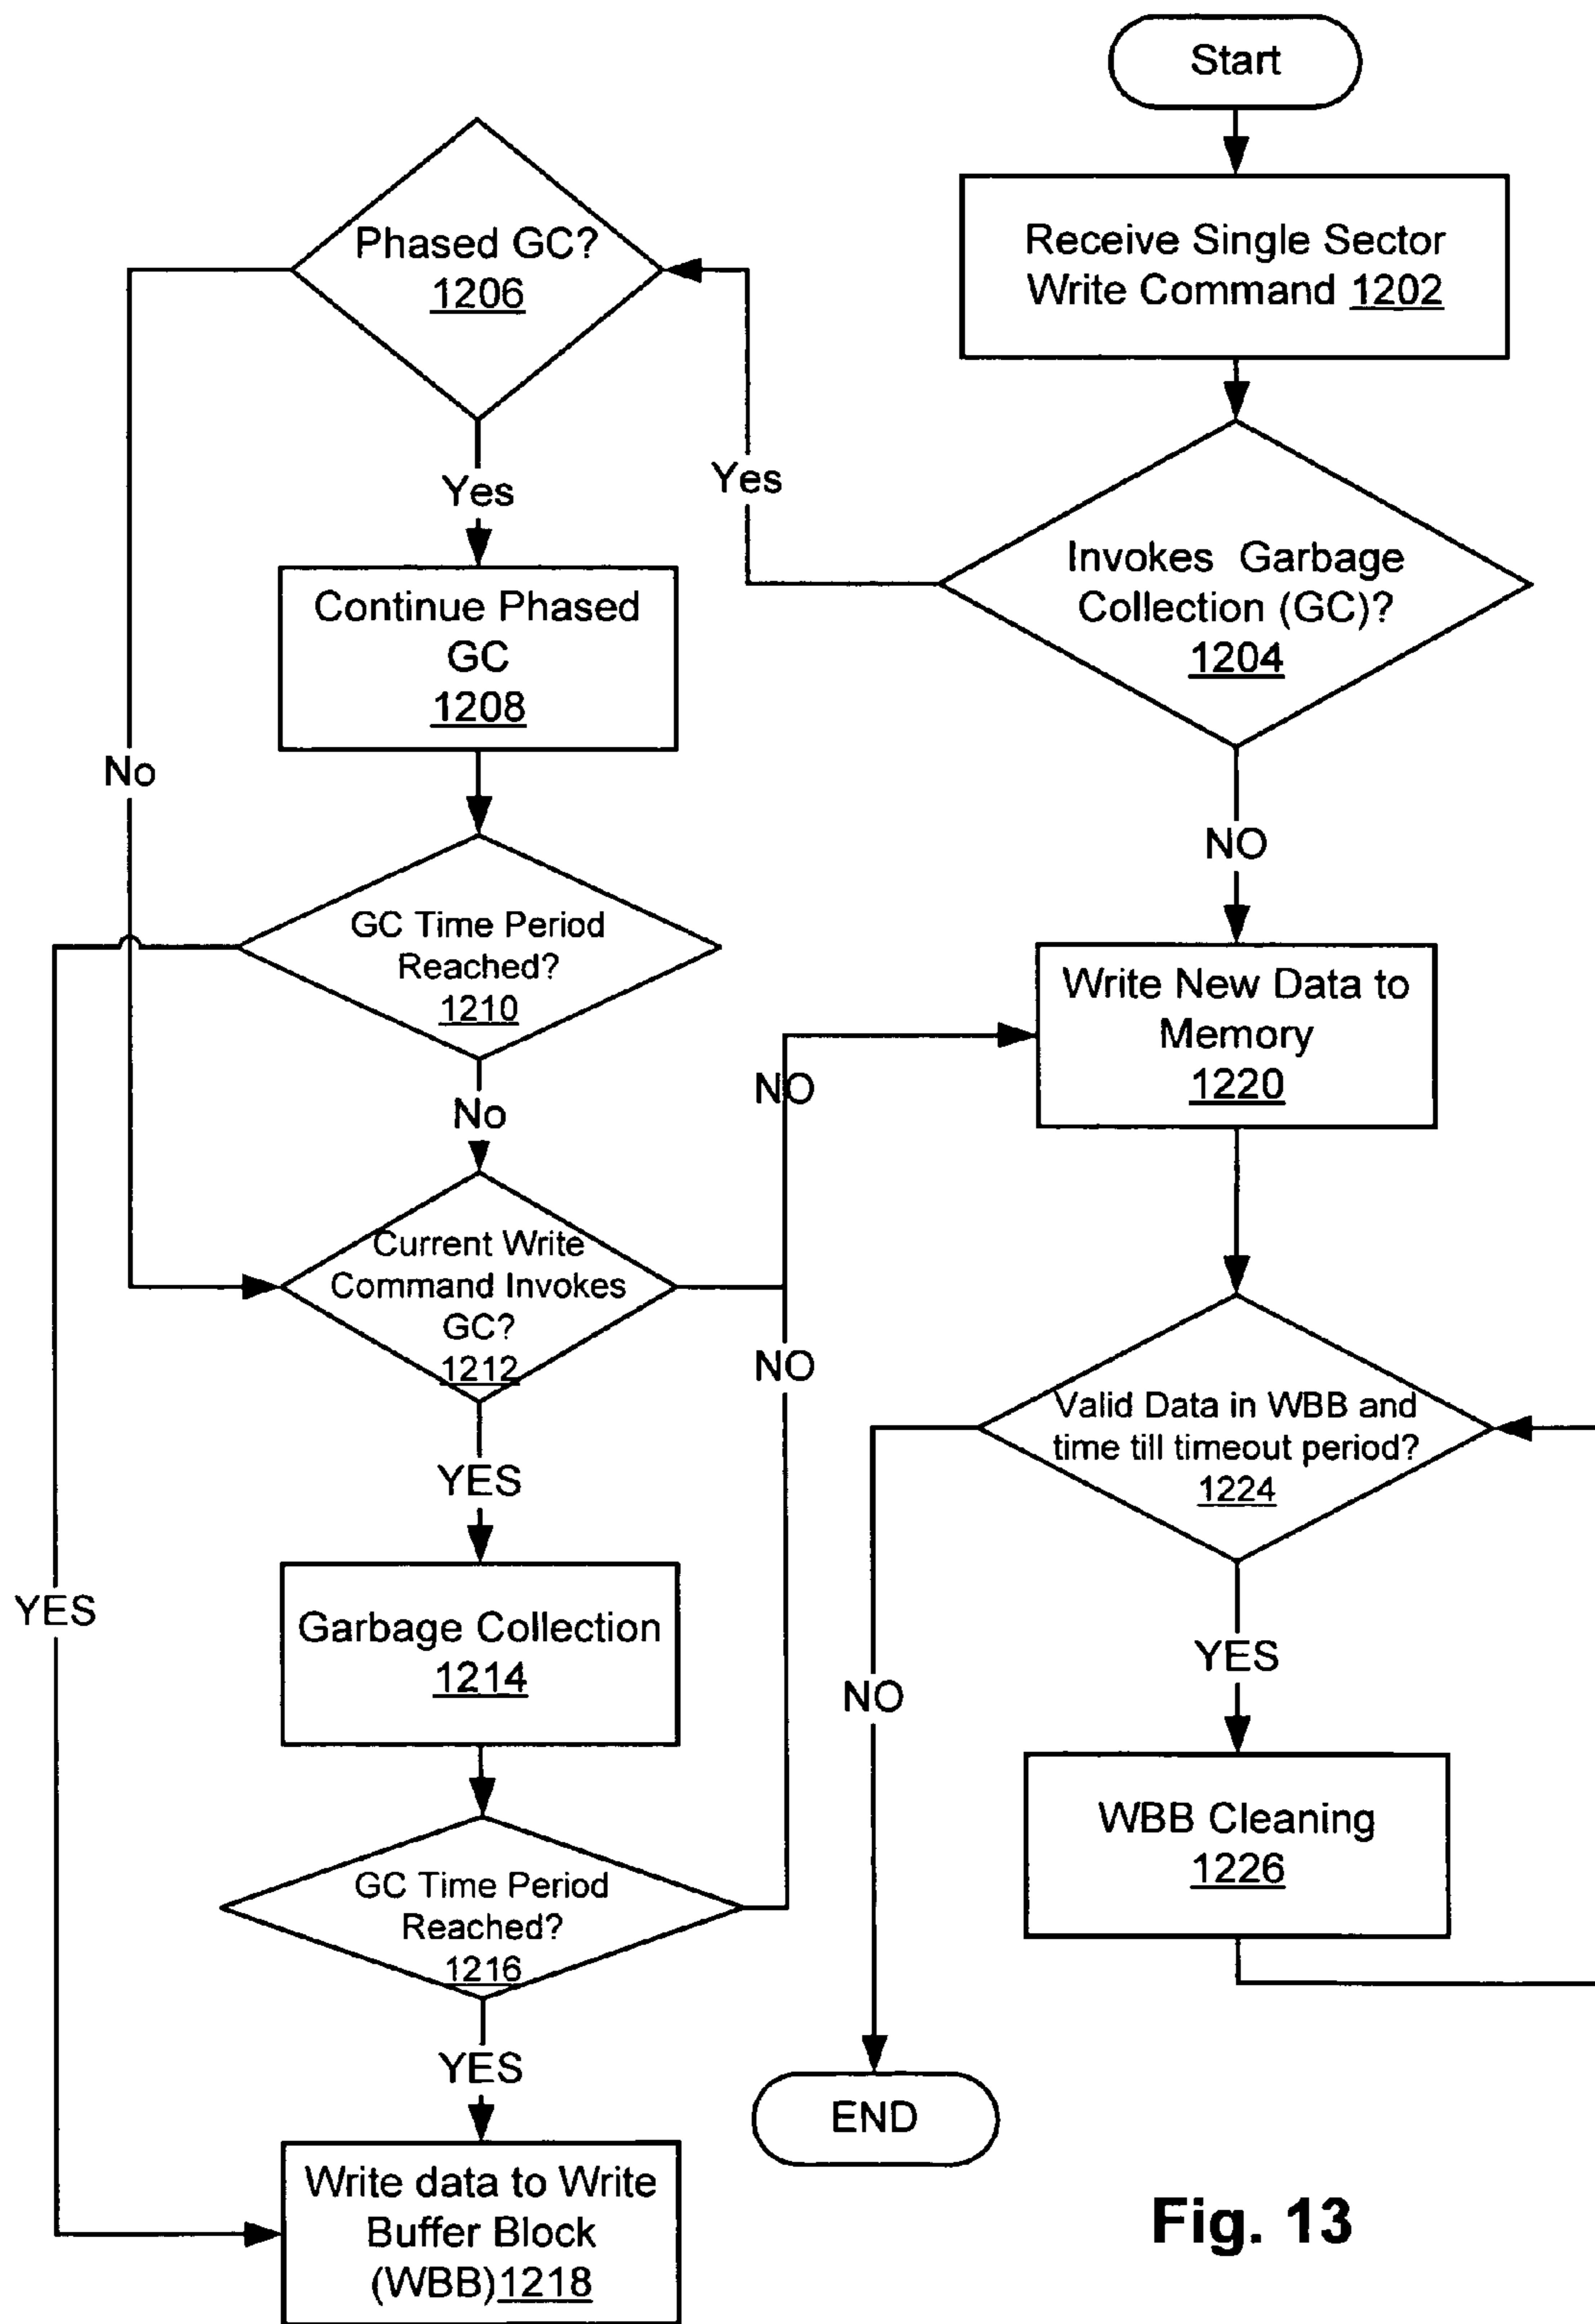 Start
Receive Single Sector
Write Command 1202
Phased GC?
1206
Yes
Yes
Invokes Garbage
Collection (GC)?
1204
Continue Phased
GC
1208
No
NO
GC Time Period
Reached?
1210
Write New Data to
Memory
1220
NO
No
Current Write
Command Invokes
GC?
1212
NO
Valid Data in WBB and
time till timeout period?
1224
YES
YES
Garbage Collection
1214
YES
NO
WBB Cleaning
1226
GC Time Period
Reached?
1216
YES
END
Write data to Write
Buffer Block
(WBB)1218
Fig. 13